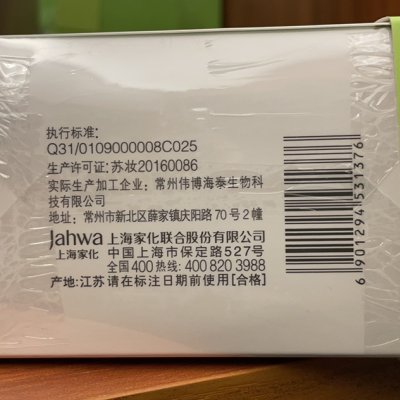 执行标准:
Q31/0109000008C025
生产许可证: 苏妆20160086
实际生产加工企业: 常州伟博海泰生物科
技有限公司
地址: 常州市新北区薛家镇庆阳路70号2幢
Jahwa 上海家化联合股份有限公司
上海家化 中国上海市保定路527号
全国400热线: 400 820 3988
产地: 江苏 请在标注日期前使用 [合格]
6 901294 531376